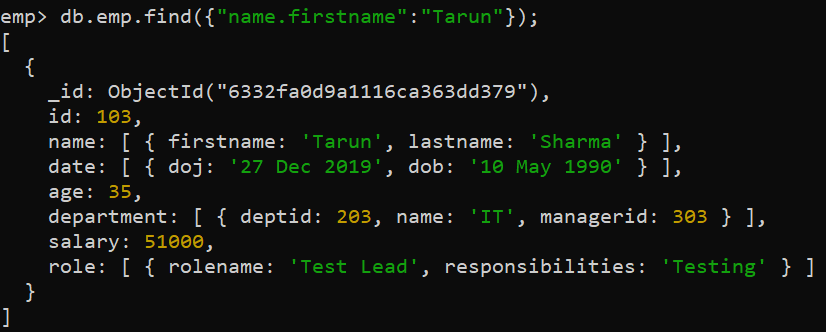 emp> db.emp.find({"name.firstname":"Tarun"});
[
  {
    _id: ObjectId("6332fa0d9a1116ca363dd379"),
    id: 103,
    name: [ { firstname: 'Tarun', lastname: 'Sharma' } ],
    date: [ { doj: '27 Dec 2019', dob: '10 May 1990' } ],
    age: 35,
    department: [ { deptid: 203, name: 'IT', managerid: 303 } ],
    salary: 51000,
    role: [ { rolename: 'Test Lead', responsibilities: 'Testing' } ]
  }
]